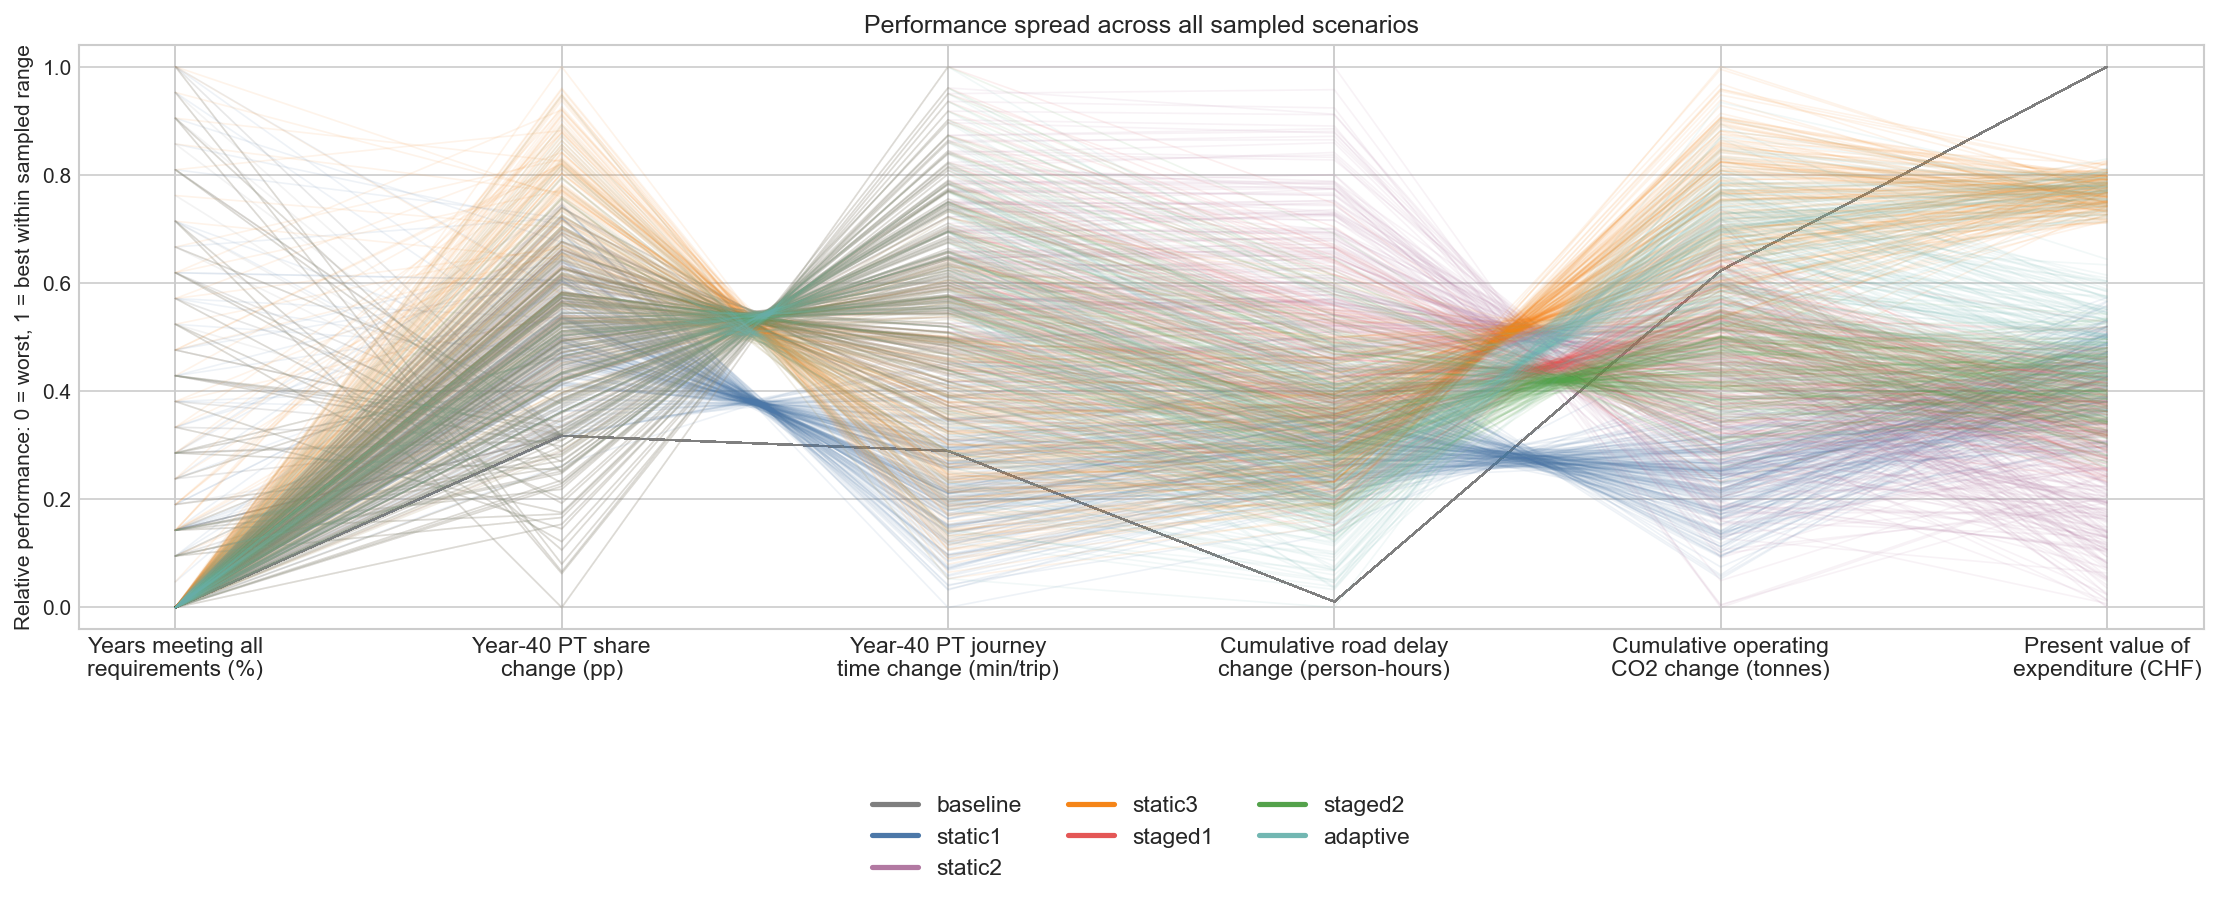 Performance spread across all sampled scenarios
Relative performance: 0 = worst, 1 = best within sampled range
1.0
0.8
0.6
0.4
0.2
0.0
Years meeting all
requirements (%)
Year-40 PT share
change (pp)
Year-40 PT journey
time change (min/trip)
Cumulative road delay
change (person-hours)
Cumulative operating
CO2 change (tonnes)
Present value of
expenditure (CHF)
baseline
static1
static2
static3
staged1
staged2
adaptive